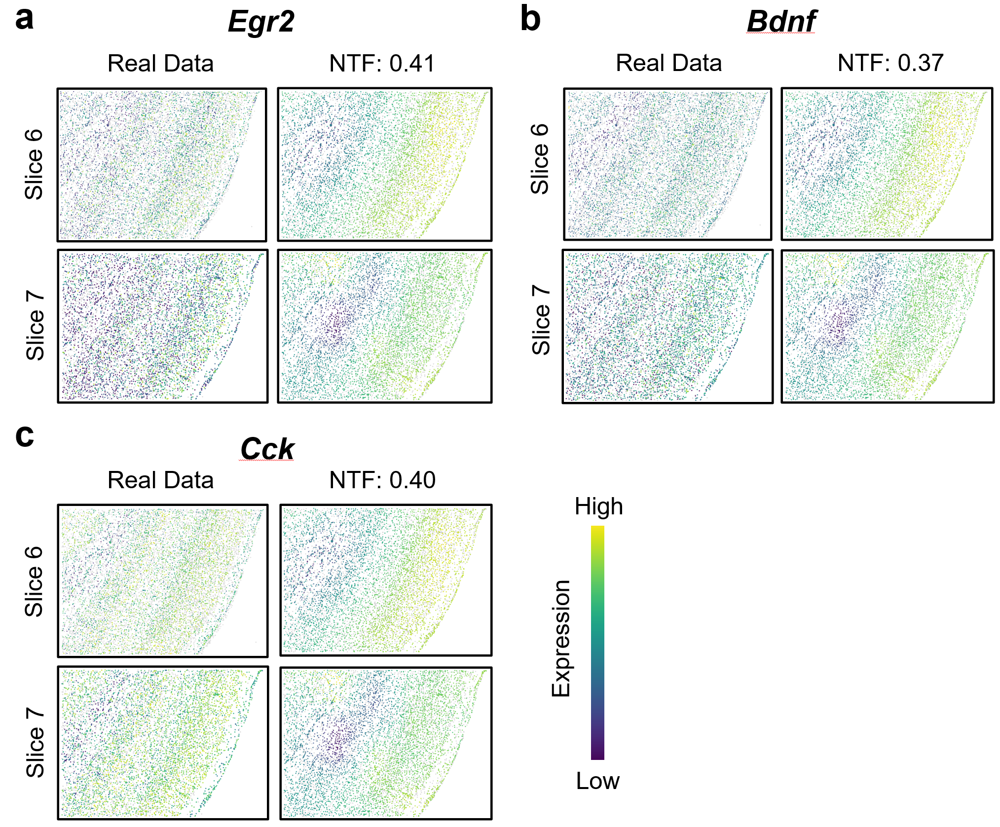 a
Egr2
Real Data
NTF: 0.41
Slice 6
Slice 7
b
Bdnf
Real Data
NTF: 0.37
Slice 6
Slice 7
c
Cck
Real Data
NTF: 0.40
Slice 6
Slice 7
High
Expression
Low